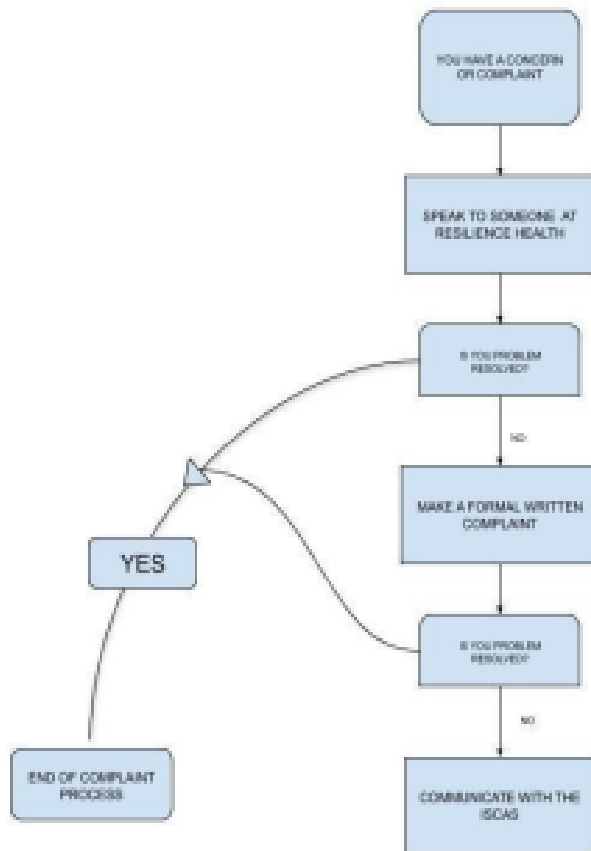 YOU HAVE A CONCERN
OR COMPLAINT
SPEAK TO SOMEONE AT
RESILIENCE HEALTH
IS YOU PROBLEM
RESOLVED?
NO
MAKE A FORMAL WRITTEN
COMPLAINT
YES
IS YOU PROBLEM
RESOLVED?
NO
END OF COMPLAINT
PROCESS
COMMUNICATE WITH THE
ISCAS